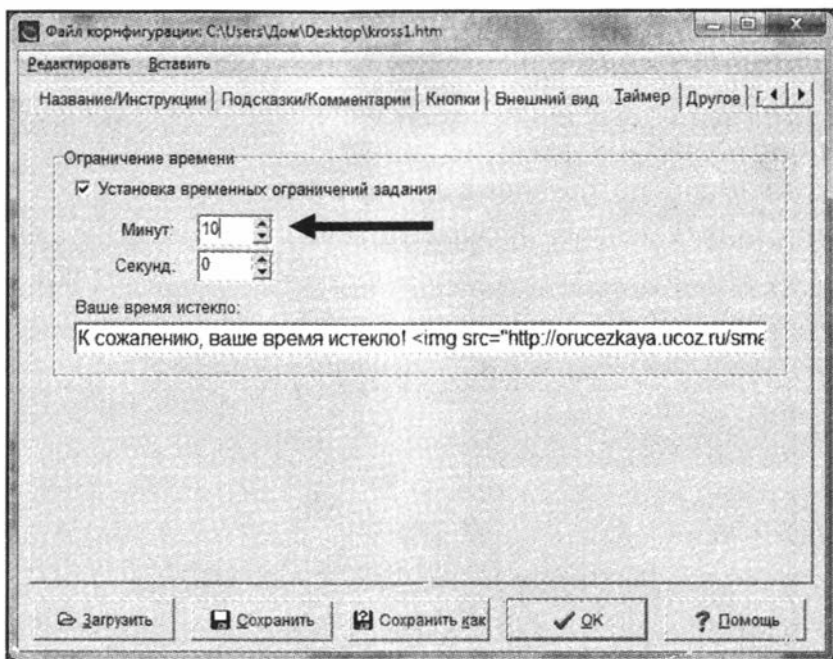 Файл корнфигурации: C:\Users\Дом\Desktop\kross1.htm
Редактировать Вставить
Название/Инструкции Подсказки/Комментарии Кнопки Внешний вид Таймер Другое
Ограничение времени
Установка временных ограничений задания
Минут: 10
Секунд: 0
Ваше время истекло:
К сожалению, ваше время истекло! <img src="http://orucezkaya.ucoz.ru/sma
Загрузить Сохранить Сохранить как OK Помощь